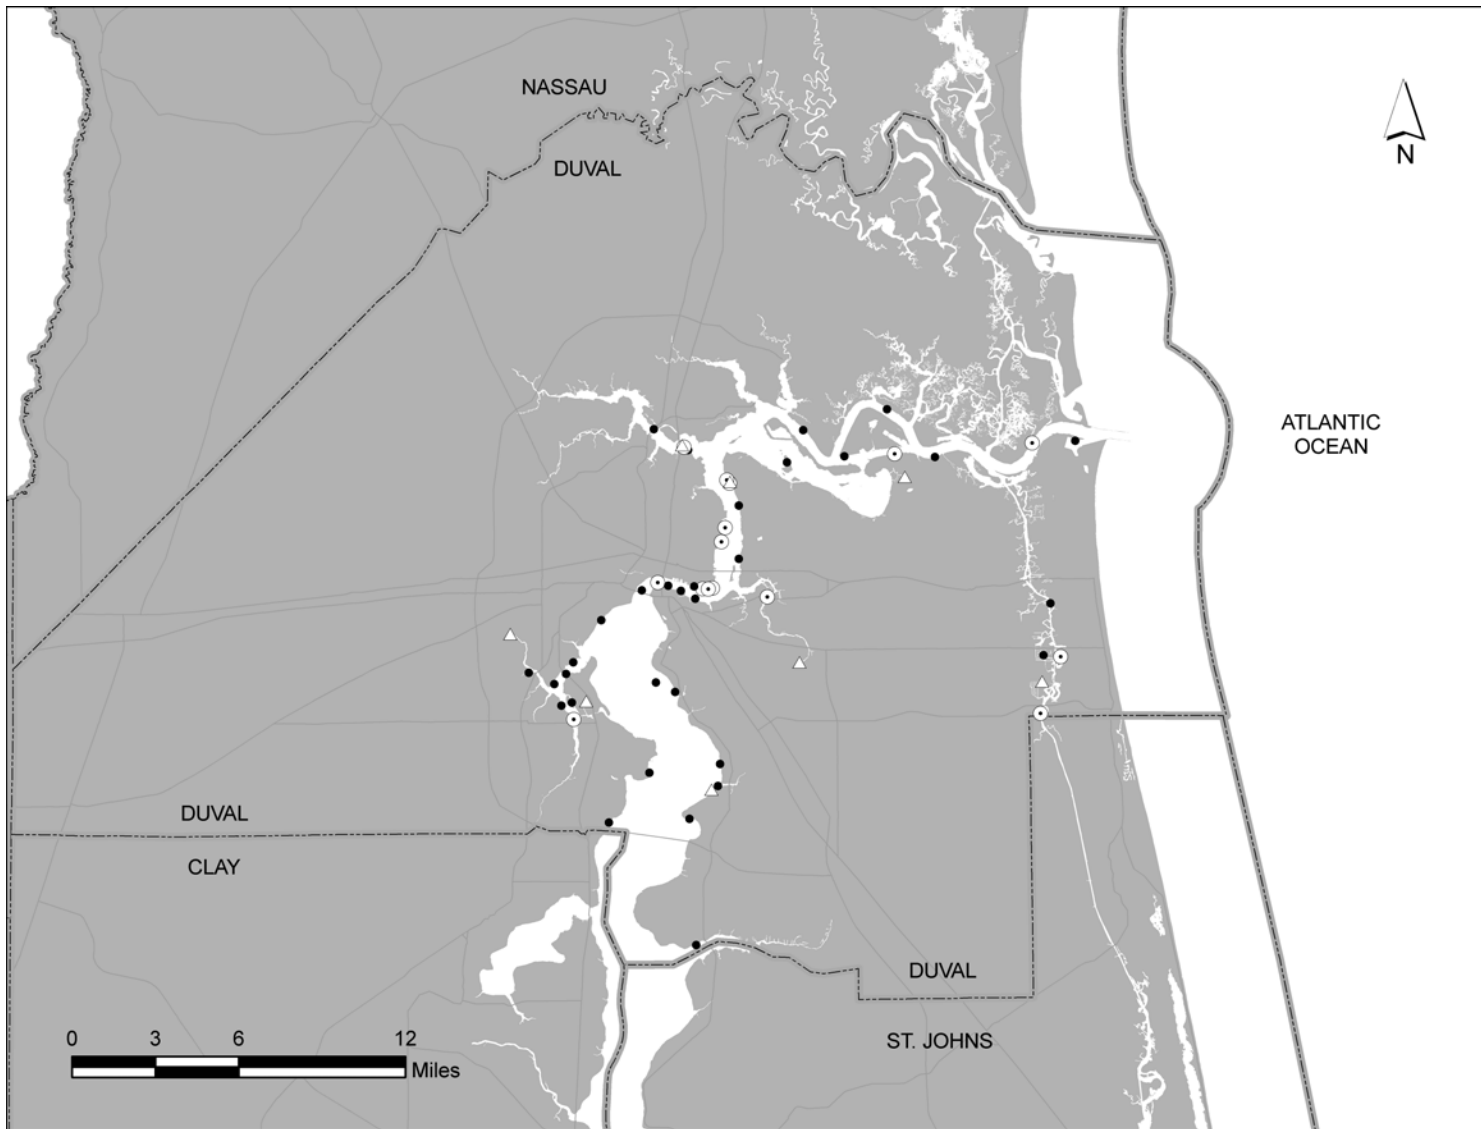 NASSAU
DUVAL
N
ATLANTIC
OCEAN
DUVAL
CLAY
DUVAL
ST. JOHNS
0 3 6 12
Miles